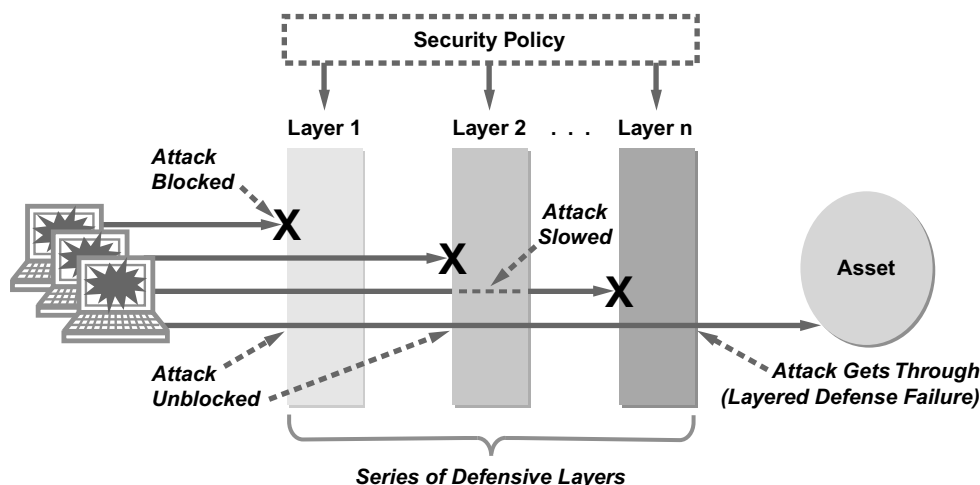 Security Policy
Layer 1
Layer 2
. . .
Layer n
Attack
Blocked
X
X
Attack
Slowed
X
Asset
Attack
Unblocked
Attack Gets Through
(Layered Defense Failure)
Series of Defensive Layers